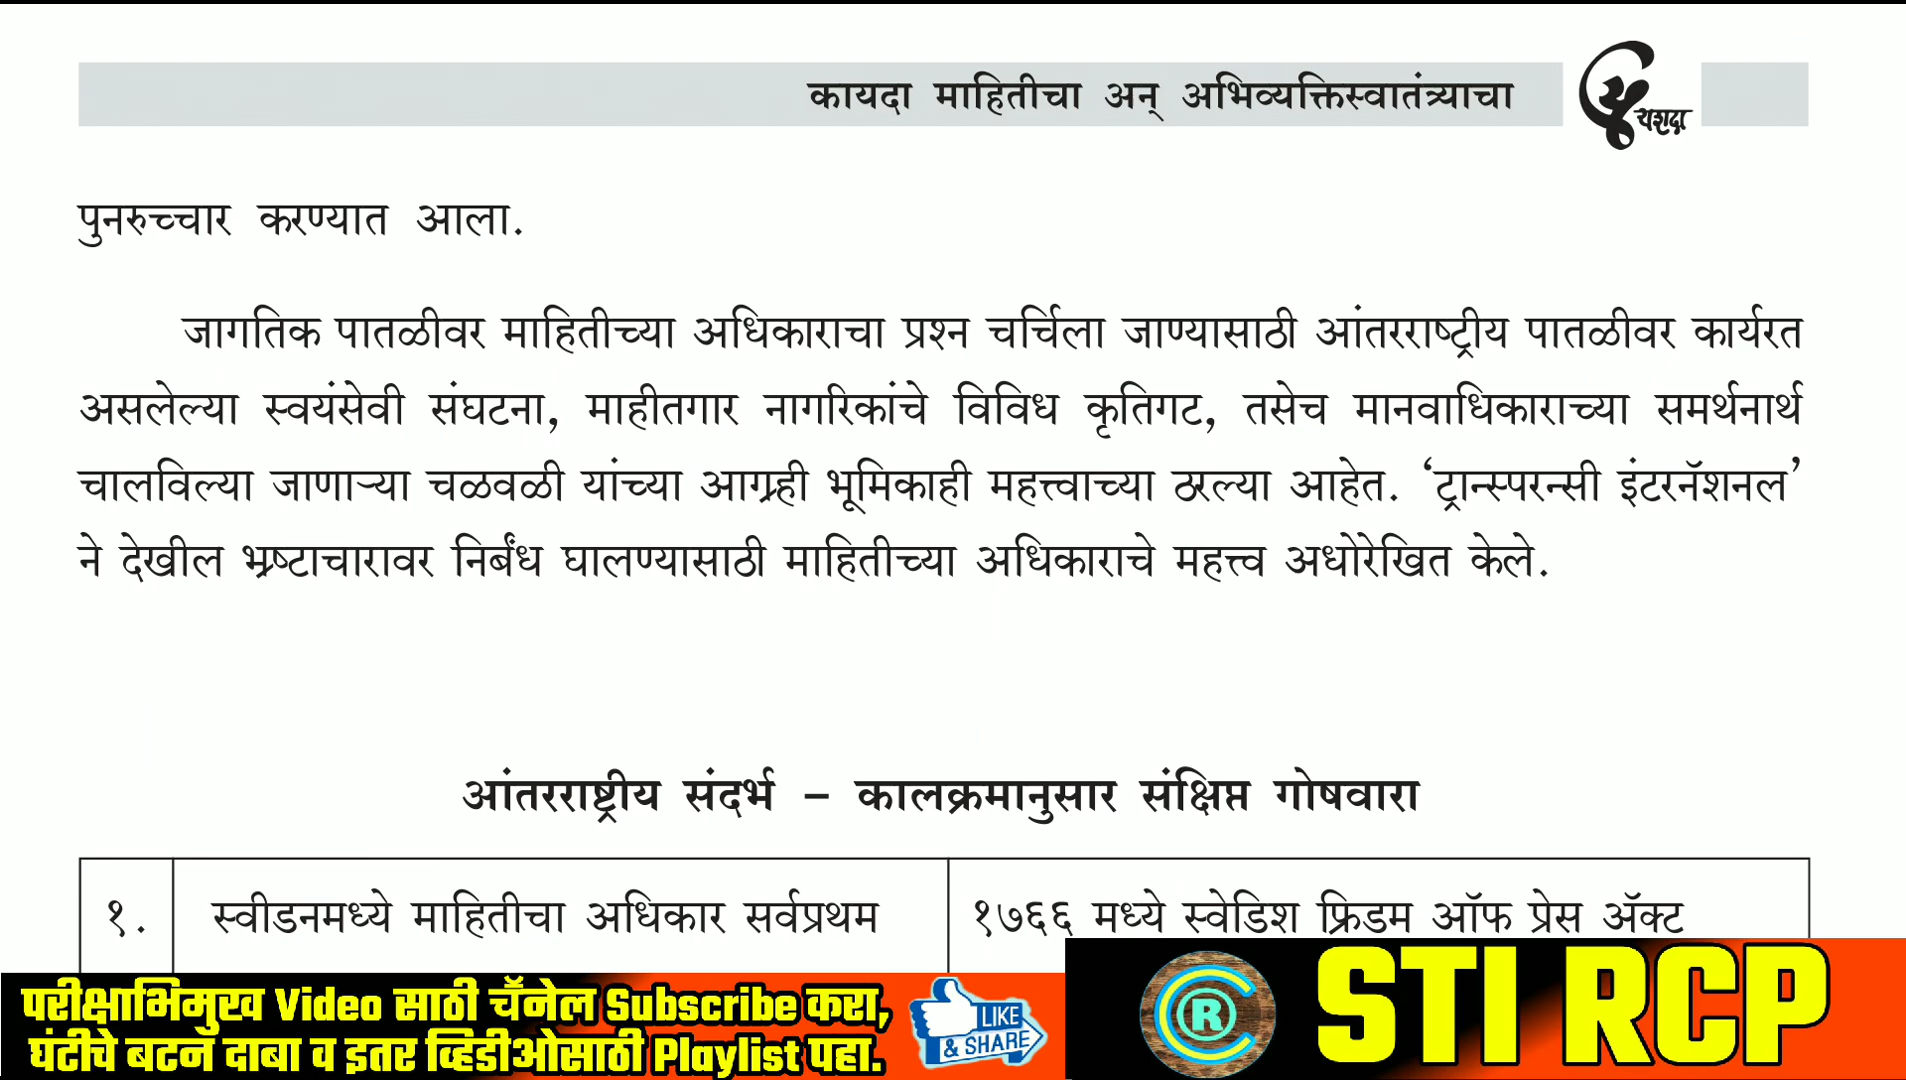 कायदा माहितीचा अन् अभिव्यक्तिस्वातंत्र्याचा
यशदा
पुनरुच्चार करण्यात आला.
जागतिक पातळीवर माहितीच्या अधिकाराचा प्रश्न चर्चिला जाण्यासाठी आंतरराष्ट्रीय पातळीवर कार्यरत
असलेल्या स्वयंसेवी संघटना, माहीतगार नागरिकांचे विविध कृतिगट, तसेच मानवाधिकाराच्या समर्थनार्थ
चालविल्या जाणाऱ्या चळवळी यांच्या आग्रही भूमिकाही महत्त्वाच्या ठरल्या आहेत. ‘ट्रान्स्परन्सी इंटरनॅशनल’
ने देखील भ्रष्टाचारावर निर्बंध घालण्यासाठी माहितीच्या अधिकाराचे महत्त्व अधोरेखित केले.
आंतरराष्ट्रीय संदर्भ – कालक्रमानुसार संक्षिप्त गोषवारा
१. स्वीडनमध्ये माहितीचा अधिकार सर्वप्रथम १७६६ मध्ये स्वेडिश फ्रिडम ऑफ प्रेस ॲक्ट
परीक्षाभिमुख Video साठी चॅनेल Subscribe करा,
घंटीचे बटन दाबा व इतर व्हिडीओसाठी Playlist पहा.
LIKE
& SHARE
R
STI RCP